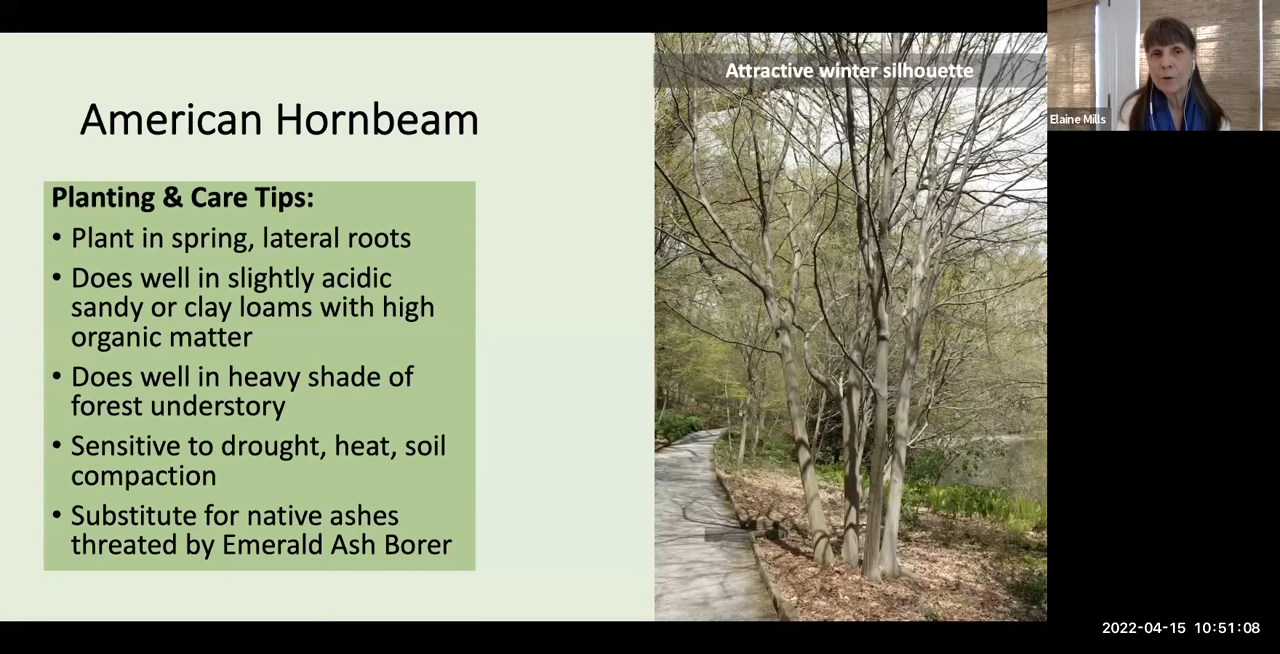 American Hornbeam
Planting & Care Tips:
• Plant in spring, lateral roots
• Does well in slightly acidic
sandy or clay loams with high
organic matter
• Does well in heavy shade of
forest understory
• Sensitive to drought, heat, soil
compaction
• Substitute for native ashes
threated by Emerald Ash Borer
Attractive winter silhouette
Elaine Mills
2022-04-15 10:51:08